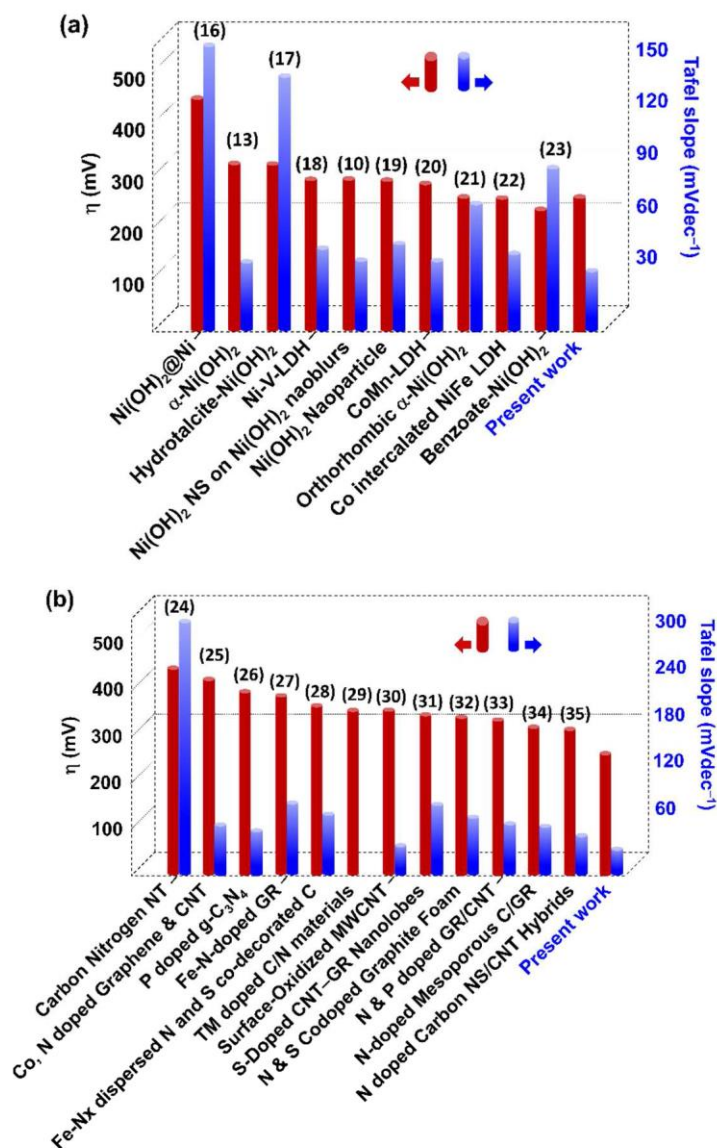 (a)
(16)
(17)
(13)
(18)
(10)
(19)
(20)
(21)
(22)
(23)
500
400
300
200
100
η (mV)
150
120
90
60
30
Tafel slope
(mVdec⁻¹)
Ni(OH)₂@Ni
α-Ni(OH)₂
Hydrotalcite-Ni(OH)₂
Ni-V-LDH
Ni(OH)₂ NS on Ni(OH)₂ naoblurs
Ni(OH)₂ Naoparticle
CoMn-LDH
Orthorhombic α-Ni(OH)₂
Co intercalated NiFe LDH
Benzoate-Ni(OH)₂
Present work
(b)
(24)
(25)
(26)
(27)
(28)
(29)
(30)
(31)
(32)
(33)
(34)
(35)
500
400
300
200
100
η (mV)
300
240
180
120
60
Tafel slope
(mVdec⁻¹)
Carbon Nitrogen NT
Co, N doped Graphene & CNT
P doped g-C₃N₄
Fe-N-doped GR
Fe-Nx dispersed N and S co-decorated C
TM doped C/N materials
Surface-Oxidized MWCNT
S-Doped CNT–GR Nanolobes
N & S Codoped Graphite Foam
N & P doped GR/CNT
N-doped Mesoporous C/GR
N doped Carbon NS/CNT Hybrids
Present work